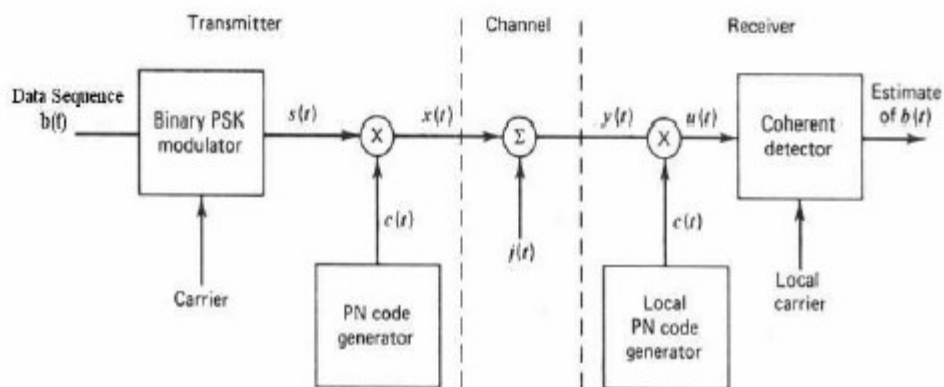 Transmitter
Channel
Receiver
Data Sequence
b(t)
Binary PSK
modulator
s(t)
X
x(t)
Σ
y(t)
X
u(t)
Coherent
detector
Estimate
of b(t)
c(t)
j(t)
c(t)
Carrier
PN code
generator
Local
PN code
generator
Local
carrier